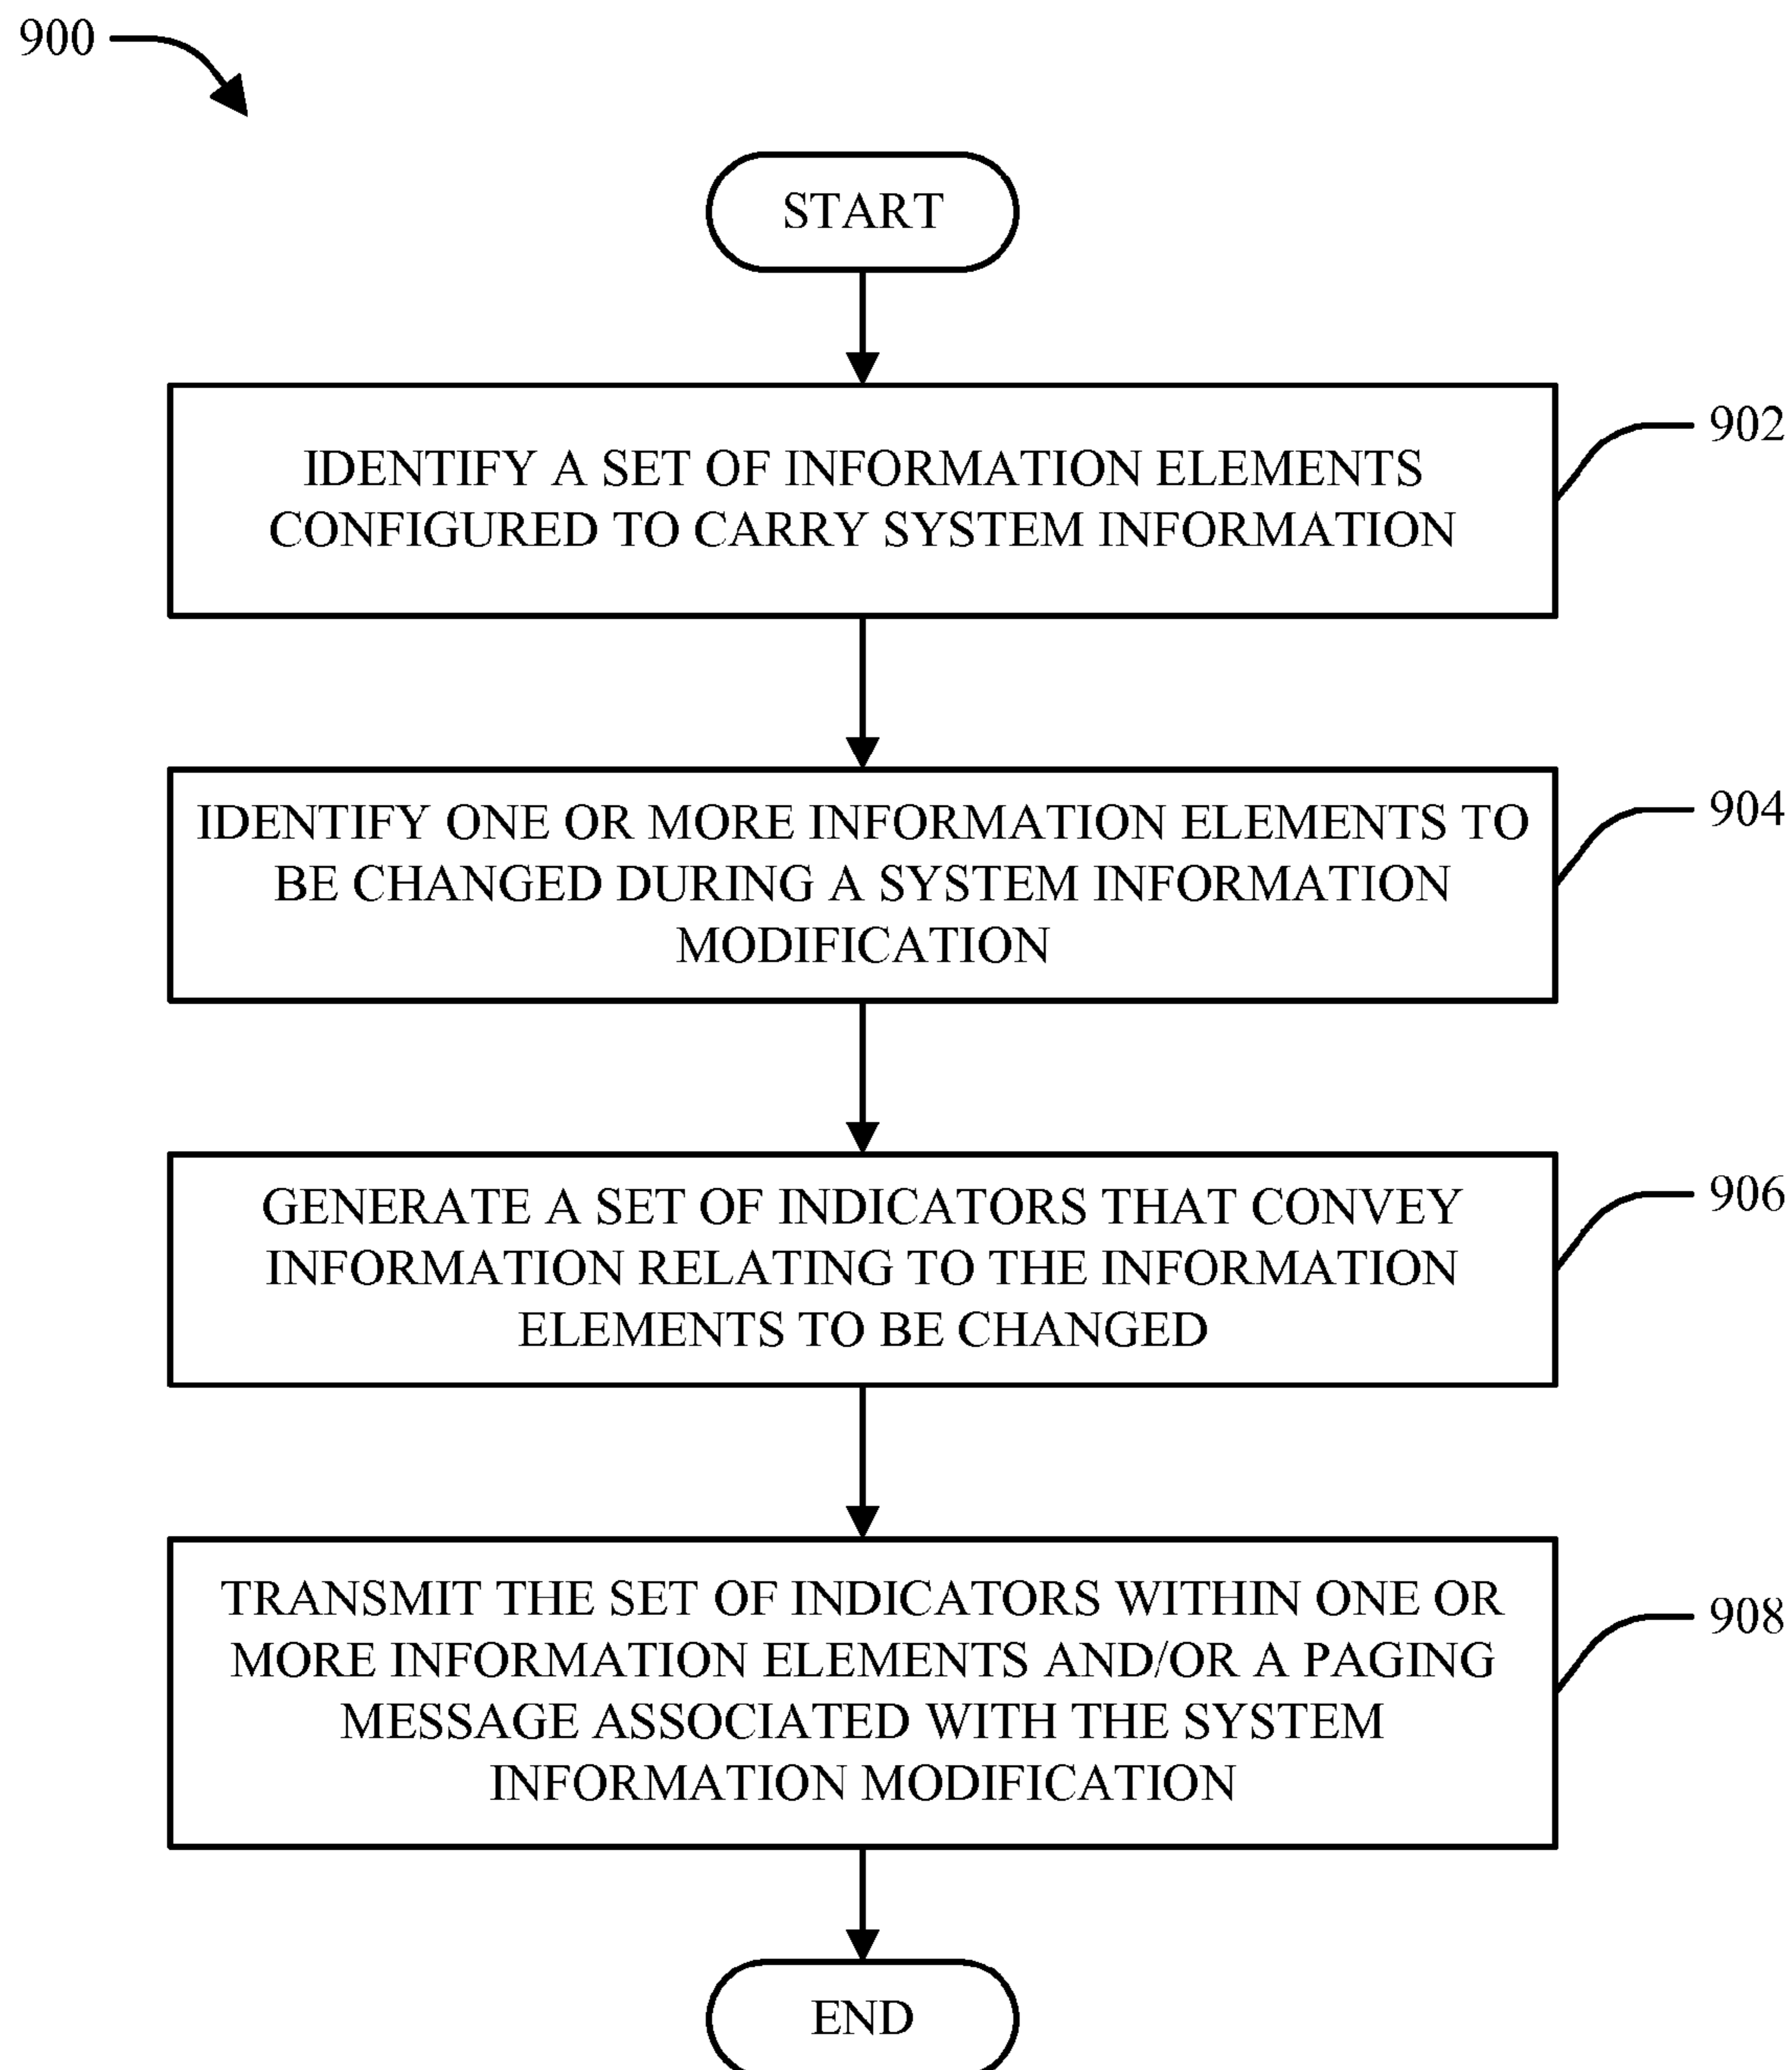 900
START
IDENTIFY A SET OF INFORMATION ELEMENTS
CONFIGURED TO CARRY SYSTEM INFORMATION
902
IDENTIFY ONE OR MORE INFORMATION ELEMENTS TO
BE CHANGED DURING A SYSTEM INFORMATION
MODIFICATION
904
GENERATE A SET OF INDICATORS THAT CONVEY
INFORMATION RELATING TO THE INFORMATION
ELEMENTS TO BE CHANGED
906
TRANSMIT THE SET OF INDICATORS WITHIN ONE OR
MORE INFORMATION ELEMENTS AND/OR A PAGING
MESSAGE ASSOCIATED WITH THE SYSTEM
INFORMATION MODIFICATION
908
END